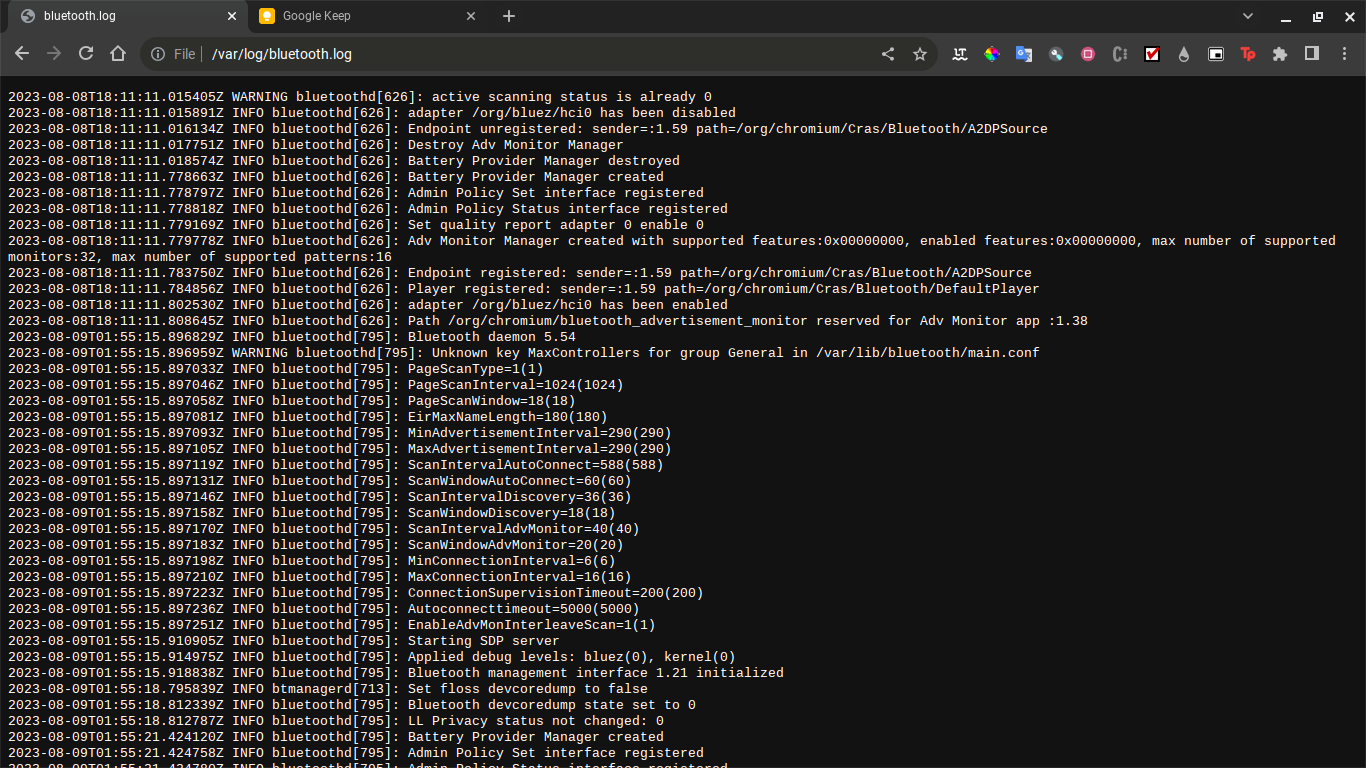 bluetooth.log
Google Keep
File
/var/log/bluetooth.log
LT
Tp
2023-08-08T18:11:11.015405Z WARNING bluetoothd[626]: active scanning status is already 0
2023-08-08T18:11:11.015891Z INFO bluetoothd[626]: adapter /org/bluez/hci0 has been disabled
2023-08-08T18:11:11.016134Z INFO bluetoothd[626]: Endpoint unregistered: sender=:1.59 path=/org/chromium/Cras/Bluetooth/A2DPSource
2023-08-08T18:11:11.017751Z INFO bluetoothd[626]: Destroy Adv Monitor Manager
2023-08-08T18:11:11.018574Z INFO bluetoothd[626]: Battery Provider Manager destroyed
2023-08-08T18:11:11.778663Z INFO bluetoothd[626]: Battery Provider Manager created
2023-08-08T18:11:11.778797Z INFO bluetoothd[626]: Admin Policy Set interface registered
2023-08-08T18:11:11.778818Z INFO bluetoothd[626]: Admin Policy Status interface registered
2023-08-08T18:11:11.779169Z INFO bluetoothd[626]: Set quality report adapter 0 enable 0
2023-08-08T18:11:11.779778Z INFO bluetoothd[626]: Adv Monitor Manager created with supported features:0x00000000, enabled features:0x00000000, max number of supported
monitors:32, max number of supported patterns:16
2023-08-08T18:11:11.783750Z INFO bluetoothd[626]: Endpoint registered: sender=:1.59 path=/org/chromium/Cras/Bluetooth/A2DPSource
2023-08-08T18:11:11.784856Z INFO bluetoothd[626]: Player registered: sender=:1.59 path=/org/chromium/Cras/Bluetooth/DefaultPlayer
2023-08-08T18:11:11.802530Z INFO bluetoothd[626]: adapter /org/bluez/hci0 has been enabled
2023-08-08T18:11:11.808645Z INFO bluetoothd[626]: Path /org/chromium/bluetooth_advertisement_monitor reserved for Adv Monitor app :1.38
2023-08-09T01:55:15.896829Z INFO bluetoothd[795]: Bluetooth daemon 5.54
2023-08-09T01:55:15.896959Z WARNING bluetoothd[795]: Unknown key MaxControllers for group General in /var/lib/bluetooth/main.conf
2023-08-09T01:55:15.897033Z INFO bluetoothd[795]: PageScanType=1(1)
2023-08-09T01:55:15.897046Z INFO bluetoothd[795]: PageScanInterval=1024(1024)
2023-08-09T01:55:15.897058Z INFO bluetoothd[795]: PageScanWindow=18(18)
2023-08-09T01:55:15.897081Z INFO bluetoothd[795]: EirMaxNameLength=180(180)
2023-08-09T01:55:15.897093Z INFO bluetoothd[795]: MinAdvertisementInterval=290(290)
2023-08-09T01:55:15.897105Z INFO bluetoothd[795]: MaxAdvertisementInterval=290(290)
2023-08-09T01:55:15.897119Z INFO bluetoothd[795]: ScanIntervalAutoConnect=588(588)
2023-08-09T01:55:15.897131Z INFO bluetoothd[795]: ScanWindowAutoConnect=60(60)
2023-08-09T01:55:15.897146Z INFO bluetoothd[795]: ScanIntervalDiscovery=36(36)
2023-08-09T01:55:15.897158Z INFO bluetoothd[795]: ScanWindowDiscovery=18(18)
2023-08-09T01:55:15.897170Z INFO bluetoothd[795]: ScanIntervalAdvMonitor=40(40)
2023-08-09T01:55:15.897183Z INFO bluetoothd[795]: ScanWindowAdvMonitor=20(20)
2023-08-09T01:55:15.897198Z INFO bluetoothd[795]: MinConnectionInterval=6(6)
2023-08-09T01:55:15.897210Z INFO bluetoothd[795]: MaxConnectionInterval=16(16)
2023-08-09T01:55:15.897223Z INFO bluetoothd[795]: ConnectionSupervisionTimeout=200(200)
2023-08-09T01:55:15.897236Z INFO bluetoothd[795]: Autoconnecttimeout=5000(5000)
2023-08-09T01:55:15.897251Z INFO bluetoothd[795]: EnableAdvMonInterleaveScan=1(1)
2023-08-09T01:55:15.910905Z INFO bluetoothd[795]: Starting SDP server
2023-08-09T01:55:15.914975Z INFO bluetoothd[795]: Applied debug levels: bluez(0), kernel(0)
2023-08-09T01:55:15.918838Z INFO bluetoothd[795]: Bluetooth management interface 1.21 initialized
2023-08-09T01:55:18.795839Z INFO btmanagerd[713]: Set floss devcoredump to false
2023-08-09T01:55:18.812339Z INFO bluetoothd[795]: Bluetooth devcoredump state set to 0
2023-08-09T01:55:18.812787Z INFO bluetoothd[795]: LL Privacy status not changed: 0
2023-08-09T01:55:21.424120Z INFO bluetoothd[795]: Battery Provider Manager created
2023-08-09T01:55:21.424758Z INFO bluetoothd[795]: Admin Policy Set interface registered
2023-08-09T01:55:21.424780Z INFO bluetoothd[795]: Admin Policy Status interface registered